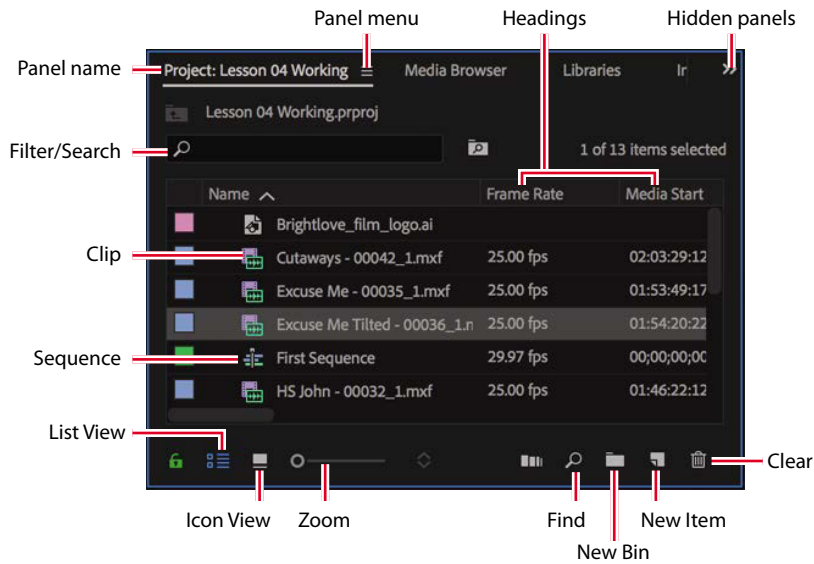 Panel menu Headings Hidden panels
Panel name Project: Lesson 04 Working Media Browser Libraries Ir
Lesson 04 Working.prproj
Filter/Search 1 of 13 items selected
Name Frame Rate Media Start
Brightlove_film_logo.ai
Clip Cutaways - 00042_1.mxf 25.00 fps 02:03:29:12
Excuse Me - 00035_1.mxf 25.00 fps 01:53:49:17
Excuse Me Tilted - 00036_1.n 25.00 fps 01:54:20:22
Sequence First Sequence 29.97 fps 00;00;00;0C
HS John - 00032_1.mxf 25.00 fps 01:46:22:12
List View
Clear
Icon View Zoom Find New Item
New Bin